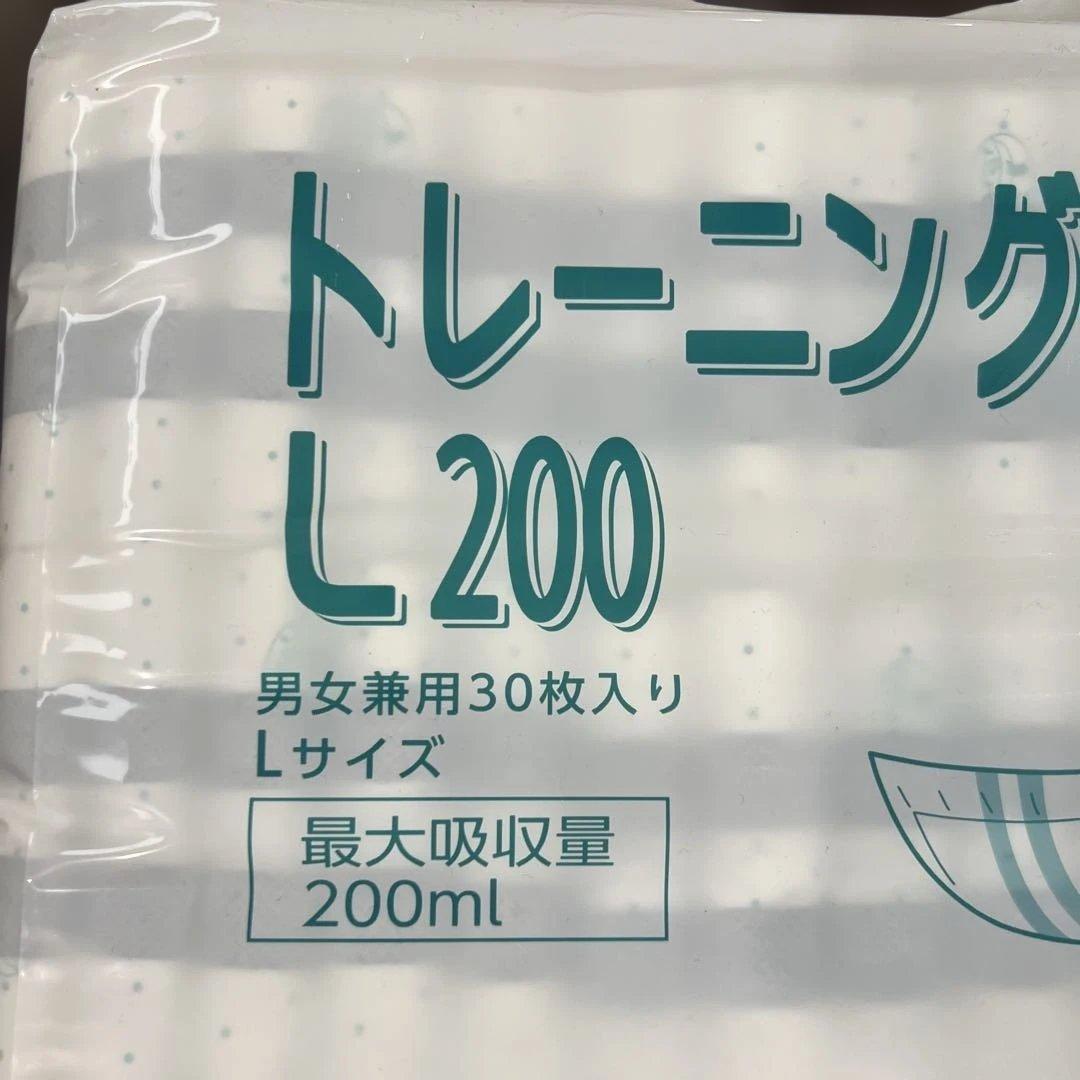 トレーニング
L200
男女兼用30枚入り
Lサイズ
最大吸収量
200ml